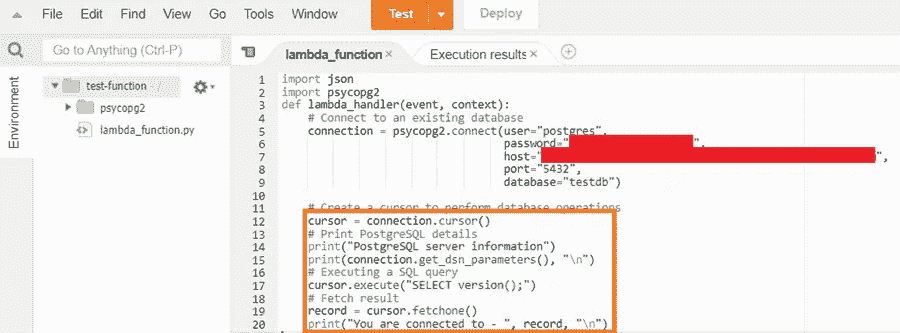 File Edit Find View Go Tools Window Test Deploy
Go to Anything (Ctrl-P)
lambda_function Execution results
Environment
test-function /
psycopg2
lambda_function.py
1 import json
2 import psycopg2
3 def lambda_handler(event, context):
4 # Connect to an existing database
5 connection = psycopg2.connect(user="postgres",
6 password=" ",
7 host=" ",
8 port="5432",
9 database="testdb")
10
11 # Create a cursor to perform database operations
12 cursor = connection.cursor()
13 # Print PostgreSQL details
14 print("PostgreSQL server information")
15 print(connection.get_dsn_parameters(), "\n")
16 # Executing a SQL query
17 cursor.execute("SELECT version();")
18 # Fetch result
19 record = cursor.fetchone()
20 print("You are connected to - ", record, "\n")